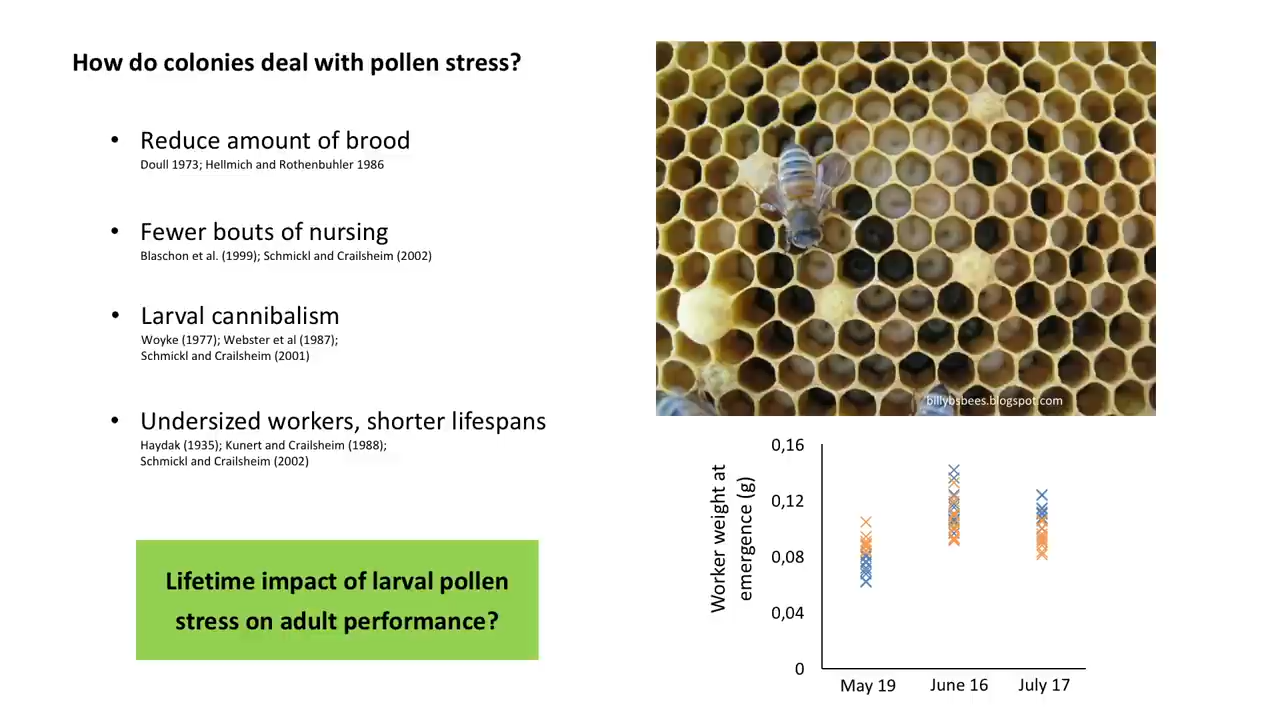 How do colonies deal with pollen stress?
• Reduce amount of brood
Doull 1973; Hellmich and Rothenbuhler 1986
• Fewer bouts of nursing
Blaschon et al. (1999); Schmickl and Crailsheim (2002)
• Larval cannibalism
Woyke (1977); Webster et al (1987);
Schmickl and Crailsheim (2001)
• Undersized workers, shorter lifespans
Haydak (1935); Kunert and Crailsheim (1988);
Schmickl and Crailsheim (2002)
Lifetime impact of larval pollen
stress on adult performance?
billybsbees.blogspot.com
Worker weight at
emergence (g)
0,16
0,12
0,08
0,04
0
May 19
June 16
July 17